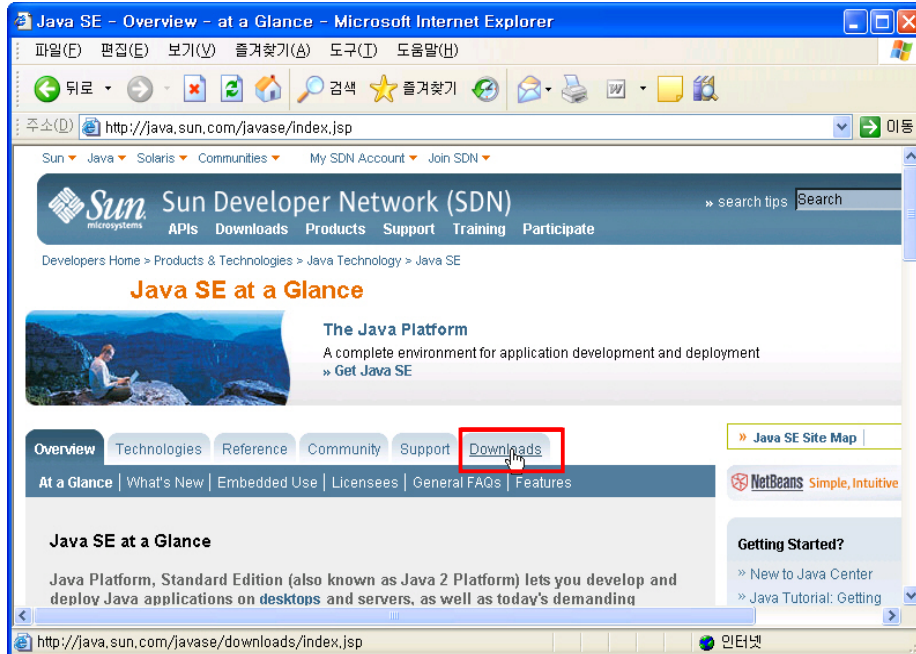 Java SE - Overview - at a Glance - Microsoft Internet Explorer
파일(F) 편집(E) 보기(V) 즐겨찾기(A) 도구(T) 도움말(H)
뒤로 검색 즐겨찾기
주소(D) http://java.sun.com/javase/index.jsp 이동
Sun Java Solaris Communities My SDN Account Join SDN
Sun microsystems Sun Developer Network (SDN) » search tips Search
APIs Downloads Products Support Training Participate
Developers Home > Products & Technologies > Java Technology > Java SE
Java SE at a Glance
The Java Platform
A complete environment for application development and deployment
» Get Java SE
Overview Technologies Reference Community Support Downloads
» Java SE Site Map
At a Glance | What's New | Embedded Use | Licensees | General FAQs | Features
NetBeans Simple, Intuitive
Java SE at a Glance
Getting Started?
Java Platform, Standard Edition (also known as Java 2 Platform) lets you develop and
deploy Java applications on desktops and servers, as well as today's demanding
» New to Java Center
» Java Tutorial: Getting
http://java.sun.com/javase/downloads/index.jsp 인터넷